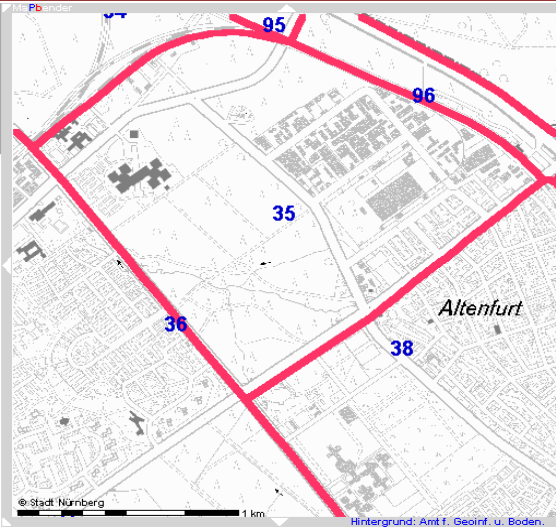 MaPbender
95
96
35
Altenfurt
36
38
© Stadt Nürnberg
1 km
Hintergrund: Amt f. Geoinf. u. Boden.